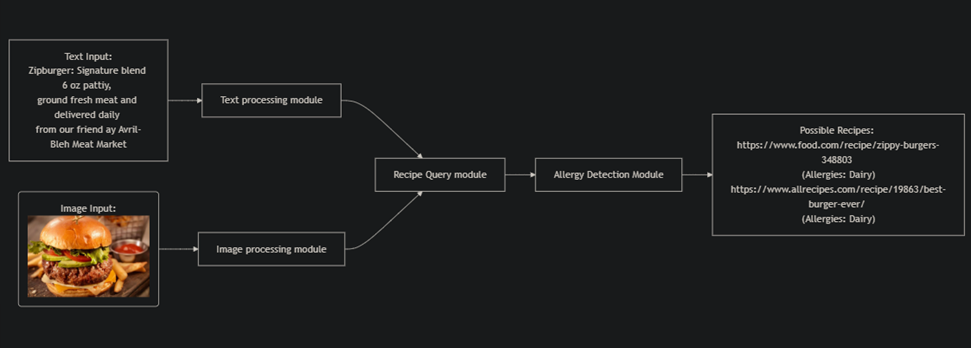 Text Input:
Zipburger: Signature blend
6 oz pattiy,
ground fresh meat and
delivered daily
from our friend ay Avril-
Bleh Meat Market
Text processing module
Image Input:
Image processing module
Recipe Query module
Allergy Detection Module
Possible Recipes:
https://www.food.com/recipe/zippy-burgers-
348803
(Allergies: Dairy)
https://www.allrecipes.com/recipe/19863/best-
burger-ever/
(Allergies: Dairy)